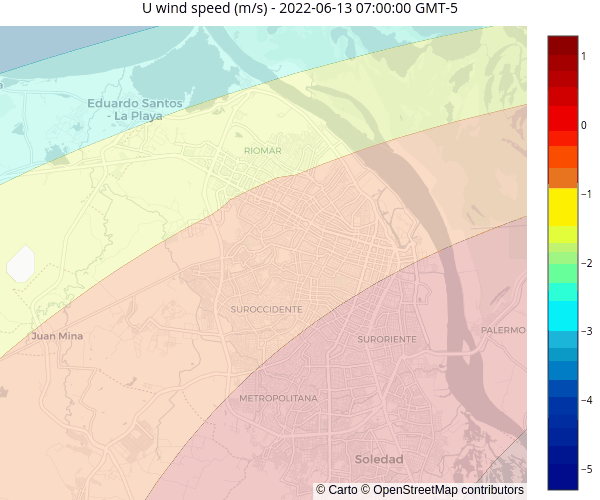 U wind speed (m/s) - 2022-06-13 07:00:00 GMT-5
Eduardo Santos
- La Playa
RIOMAR
SUROCCIDENTE
Juan Mina
SURORIENTE
PALERMO
METROPOLITANA
Soledad
© Carto © OpenStreetMap contributors
1
0
−1
−2
−3
−4
−5